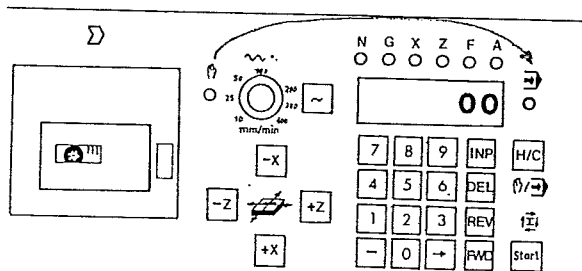 Σ
N G X Z F A
50 100 200
25 300
10 400
mm/min
~
00
7 8 9 INP H/C
-X
4 5 6 DEL
-Z +Z
1 2 3 REV
+X
- 0 → FWD Start